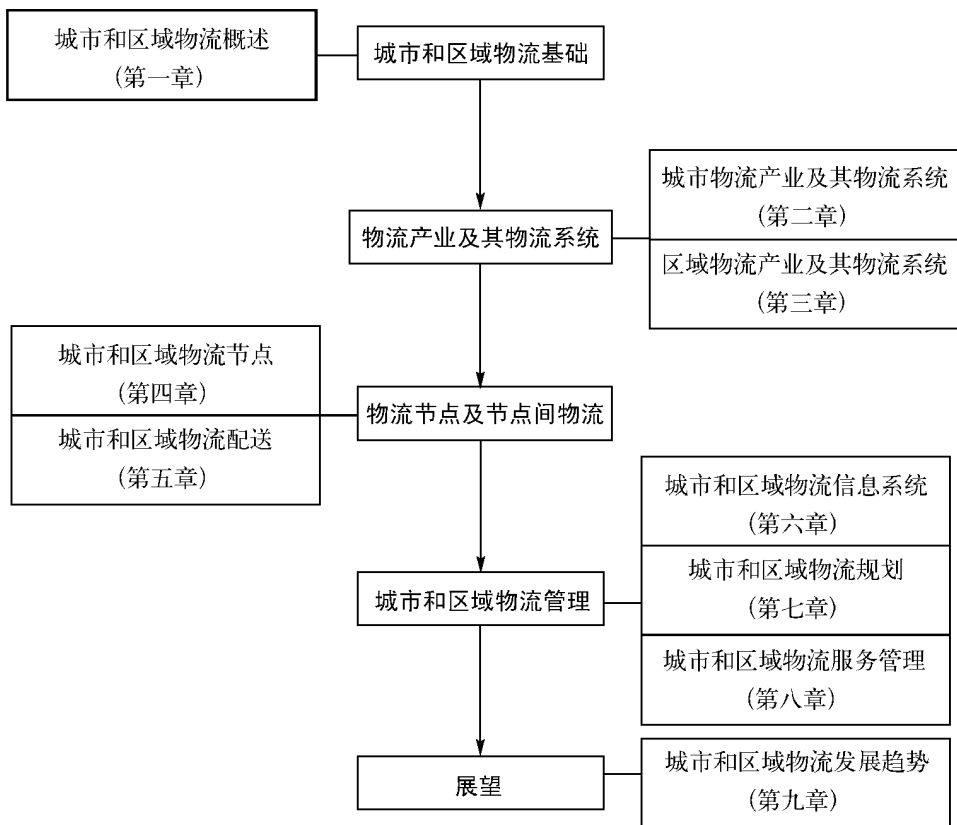 城市和区域物流概述
(第一章)
城市和区域物流基础
城市物流产业及其物流系统
(第二章)
物流产业及其物流系统
区域物流产业及其物流系统
(第三章)
城市和区域物流节点
(第四章)
物流节点及节点间物流
城市和区域物流配送
(第五章)
城市和区域物流信息系统
(第六章)
城市和区域物流管理
城市和区域物流规划
(第七章)
城市和区域物流服务管理
(第八章)
展望
城市和区域物流发展趋势
(第九章)